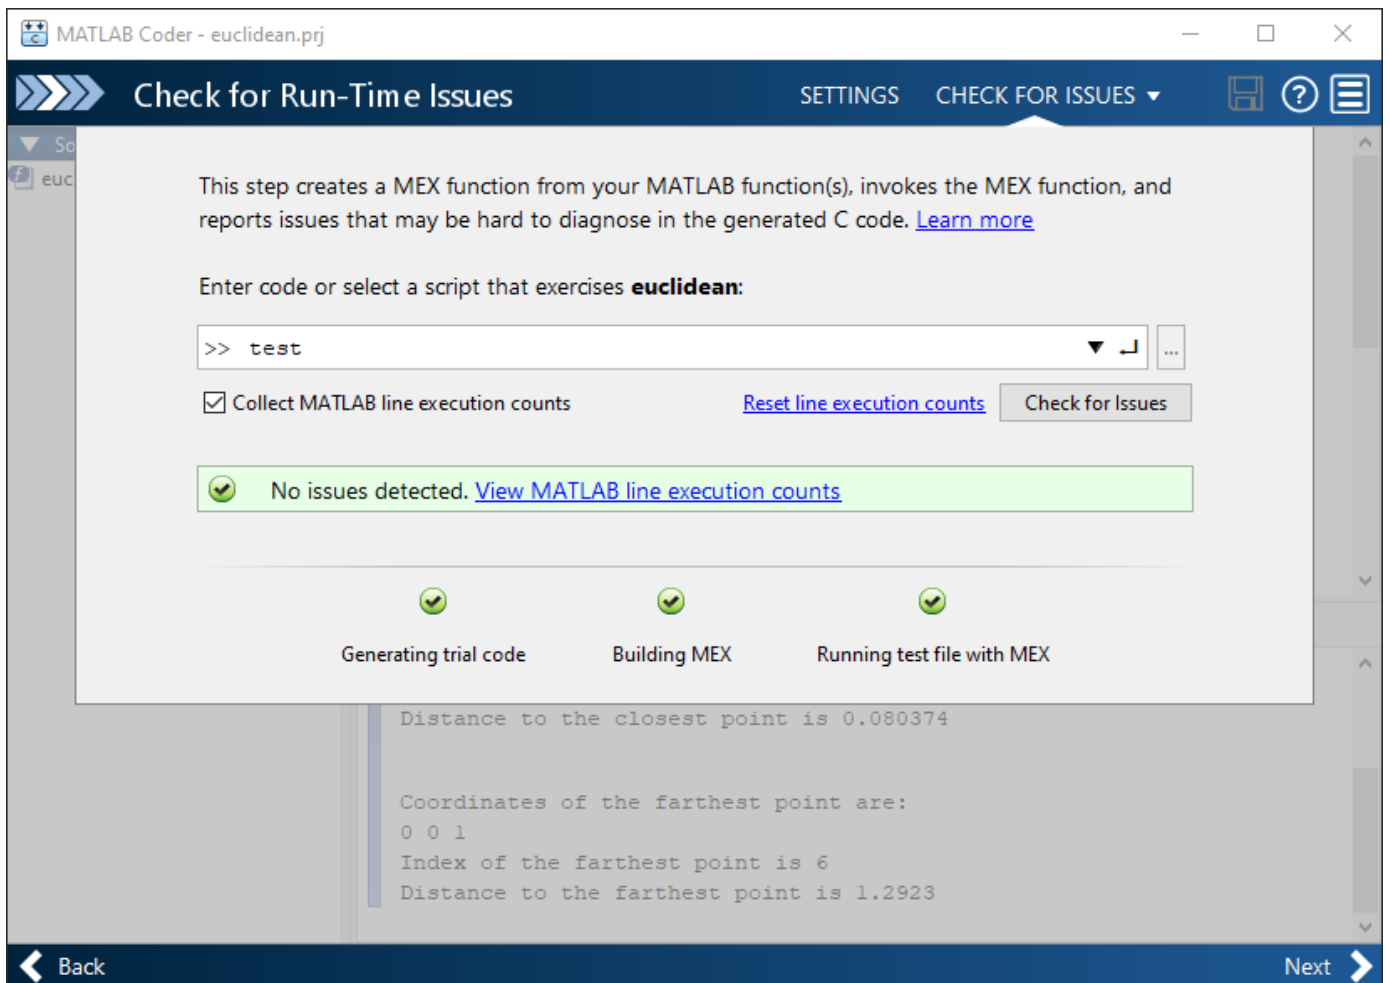 MATLAB Coder - euclidean.prj
Check for Run-Time Issues
SETTINGS
CHECK FOR ISSUES
So
euc
This step creates a MEX function from your MATLAB function(s), invokes the MEX function, and
reports issues that may be hard to diagnose in the generated C code. Learn more
Enter code or select a script that exercises euclidean:
>> test
...
Collect MATLAB line execution counts
Reset line execution counts
Check for Issues
No issues detected. View MATLAB line execution counts
Generating trial code
Building MEX
Running test file with MEX
Distance to the closest point is 0.080374
Coordinates of the farthest point are:
0 0 1
Index of the farthest point is 6
Distance to the farthest point is 1.2923
Back
Next